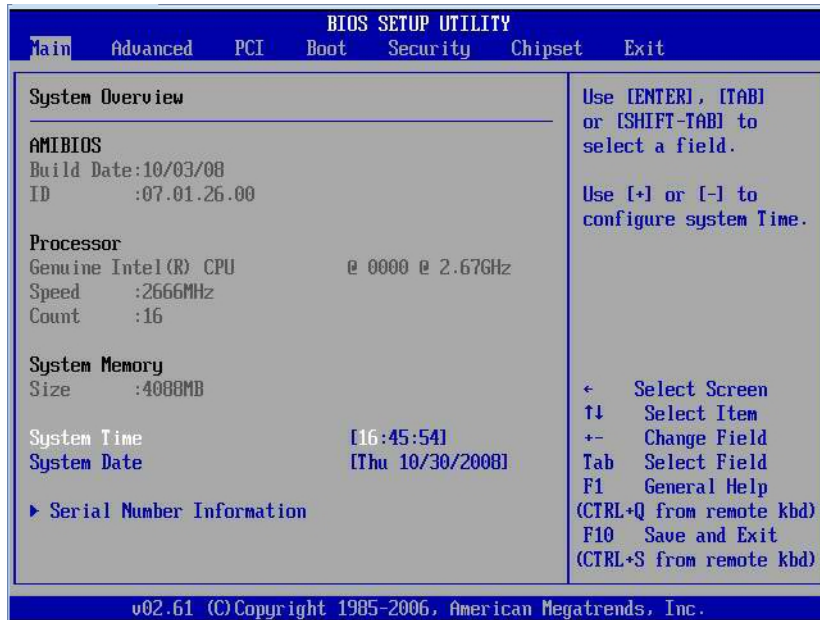 BIOS SETUP UTILITY
Main Advanced PCI Boot Security Chipset Exit
System Overview
AMIBIOS
Build Date:10/03/08
ID :07.01.26.00
Processor
Genuine Intel(R) CPU @ 0000 @ 2.67GHz
Speed :2666MHz
Count :16
System Memory
Size :4088MB
System Time [16:45:54]
System Date [Thu 10/30/2008]
▶ Serial Number Information
Use [ENTER], [TAB]
or [SHIFT-TAB] to
select a field.
Use [+] or [-] to
configure system Time.
← Select Screen
↑↓ Select Item
+- Change Field
Tab Select Field
F1 General Help
(CTRL+Q from remote kbd)
F10 Save and Exit
(CTRL+S from remote kbd)
v02.61 (C)Copyright 1985-2006, American Megatrends, Inc.